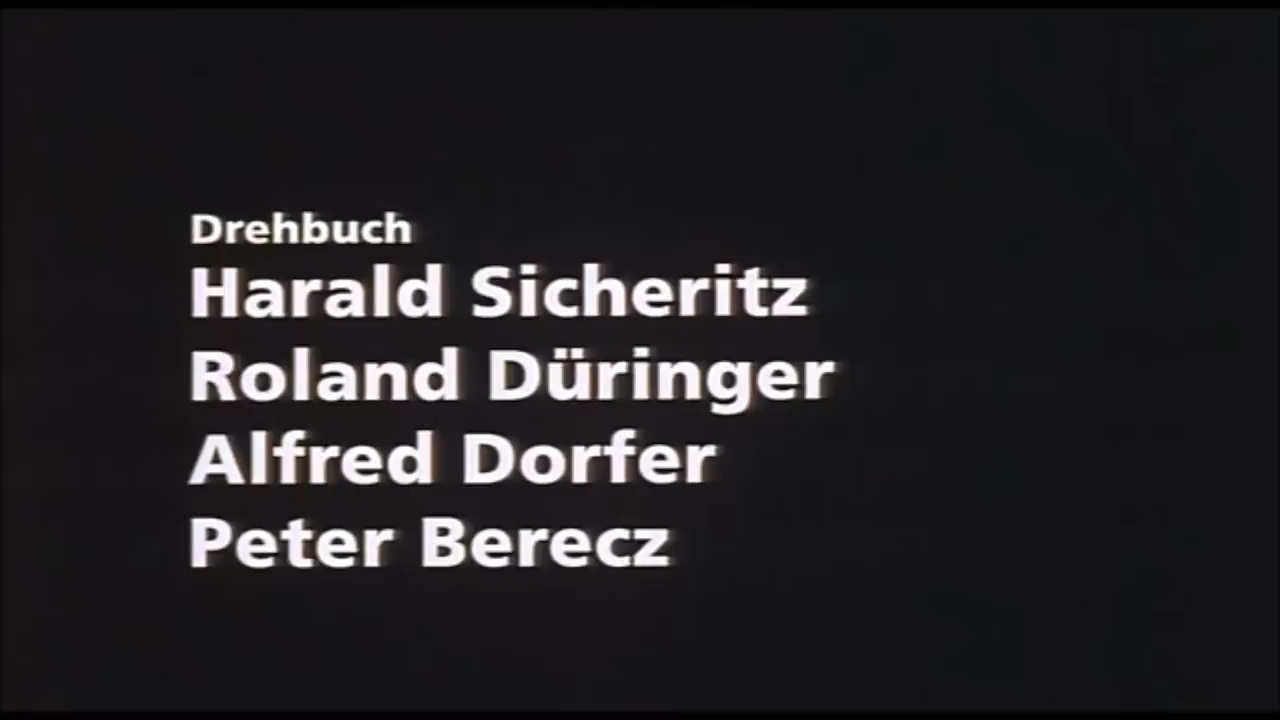 Drehbuch
Harald Sicheritz
Roland Düringer
Alfred Dorfer
Peter Berecz